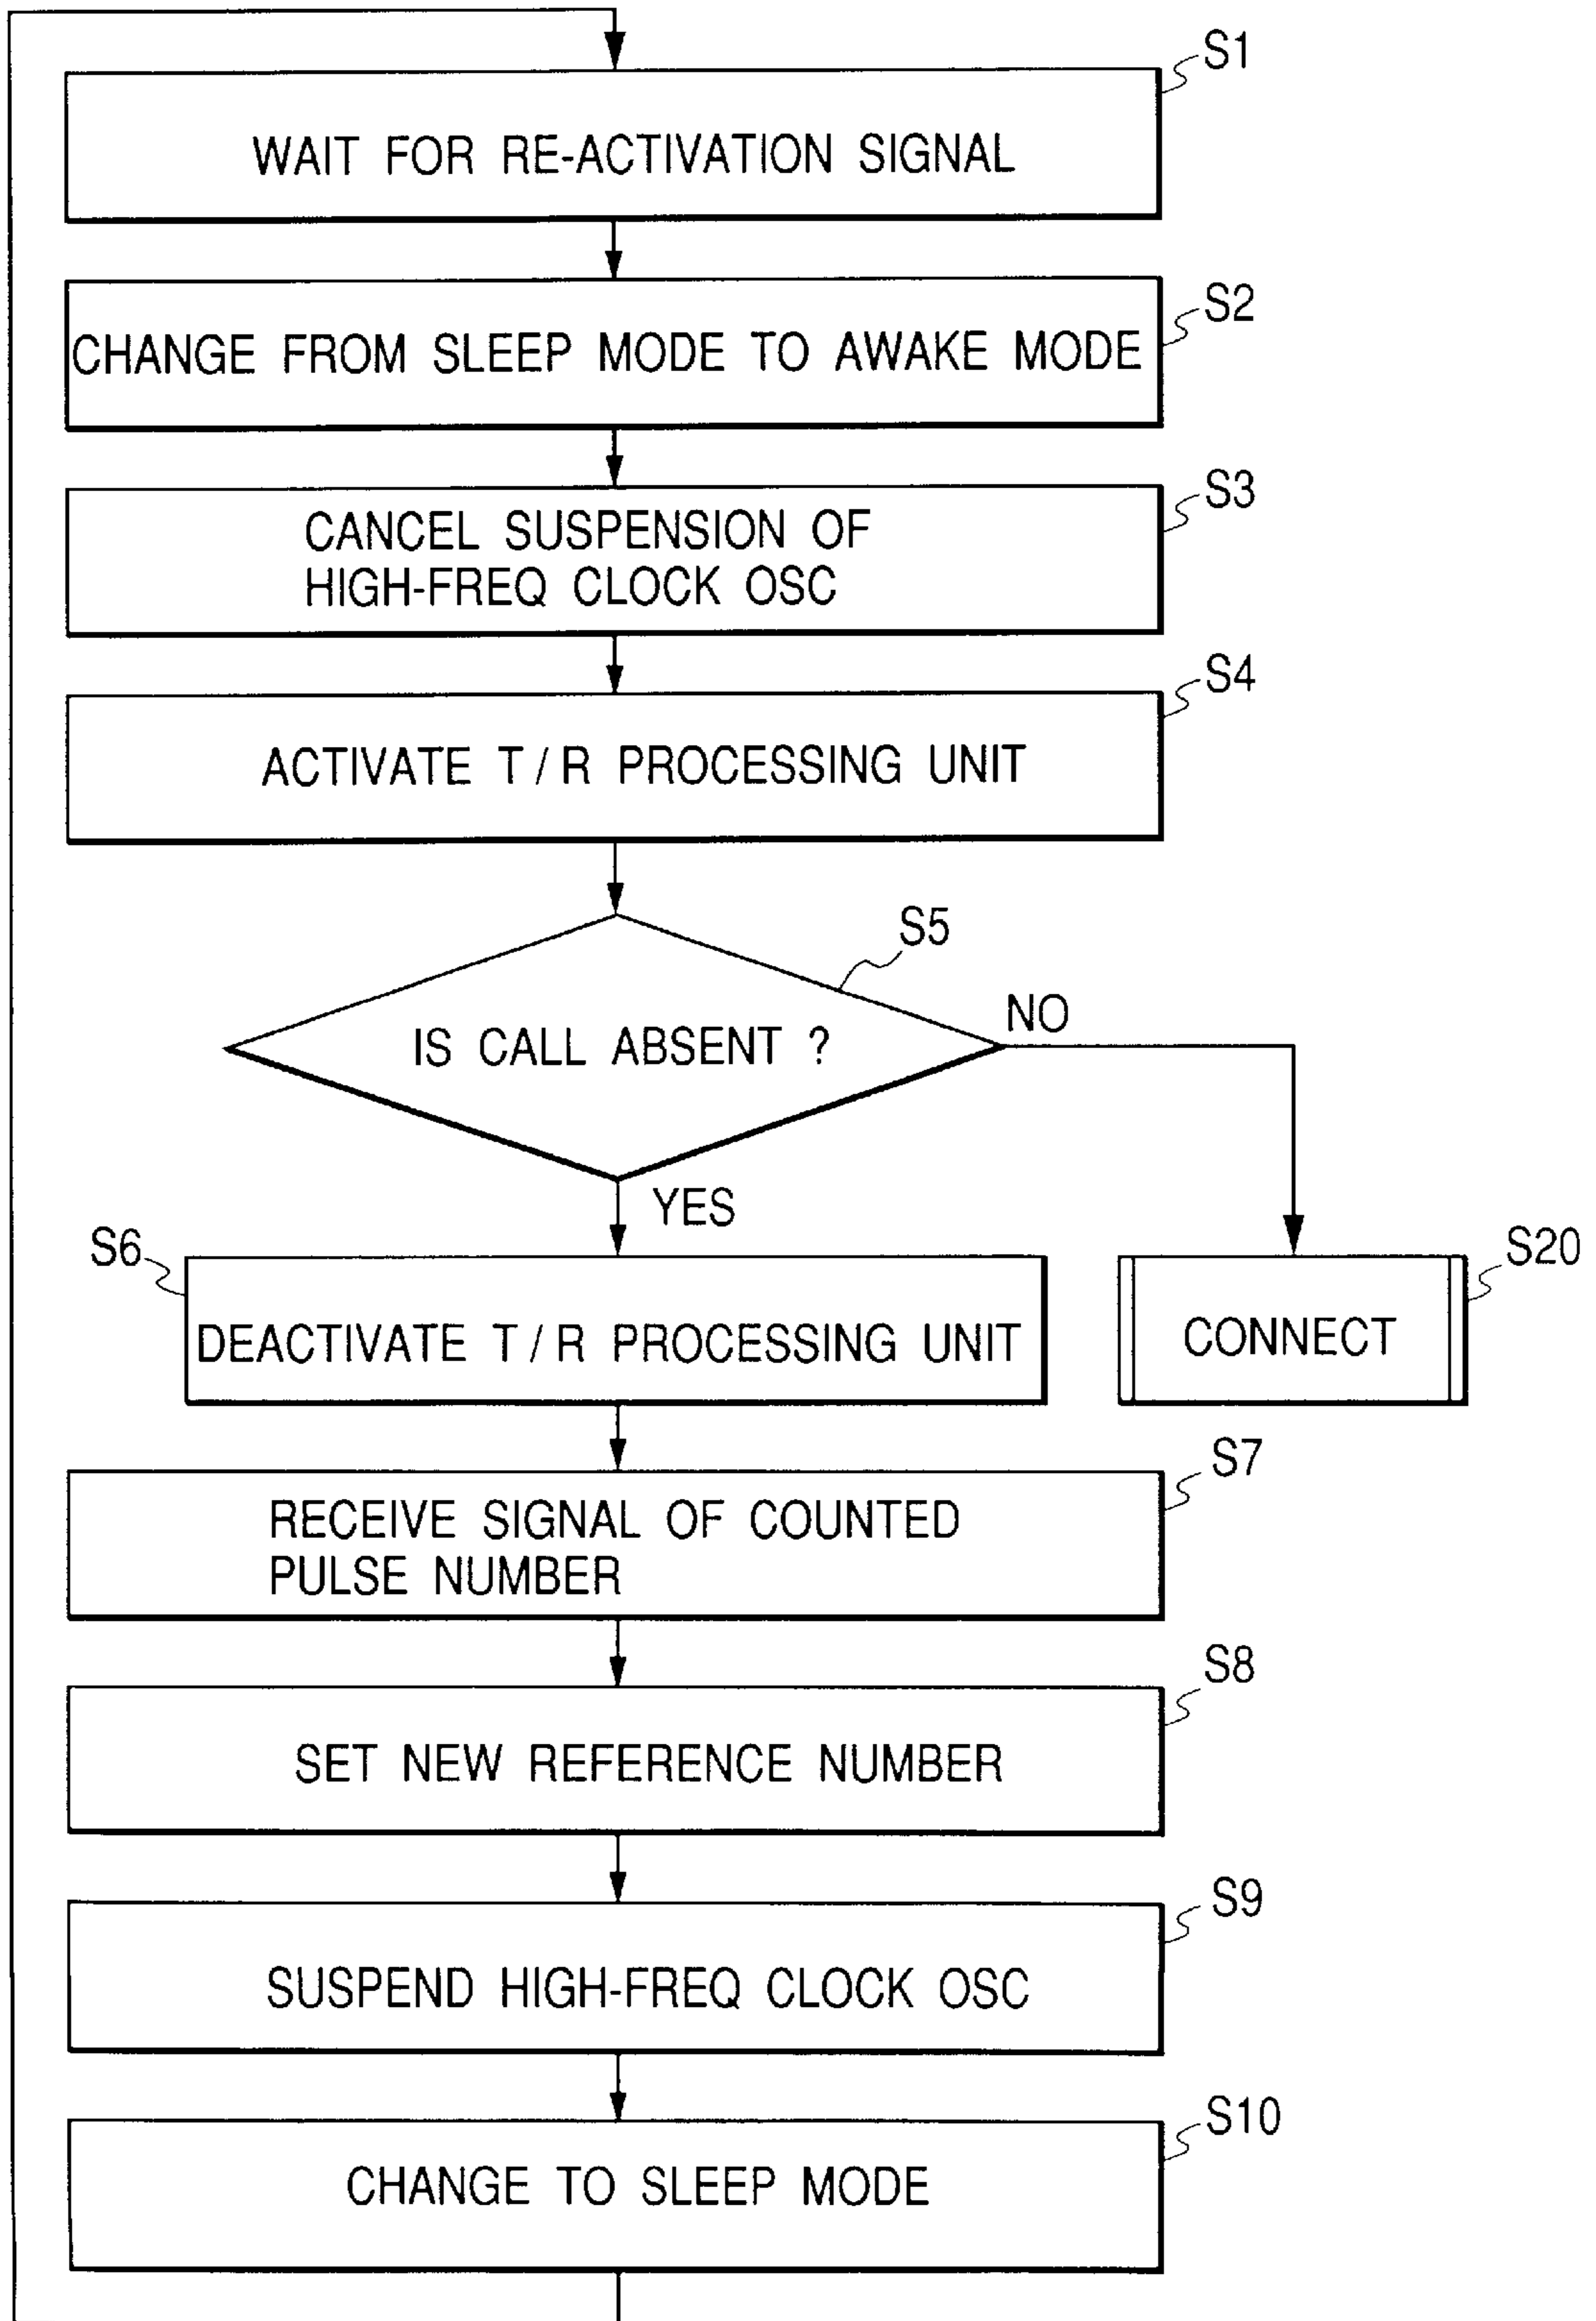 S1
WAIT FOR RE-ACTIVATION SIGNAL
S2
CHANGE FROM SLEEP MODE TO AWAKE MODE
S3
CANCEL SUSPENSION OF
HIGH-FREQ CLOCK OSC
S4
ACTIVATE T/R PROCESSING UNIT
S5
IS CALL ABSENT ?
NO
YES
S6
DEACTIVATE T/R PROCESSING UNIT
S20
CONNECT
S7
RECEIVE SIGNAL OF COUNTED
PULSE NUMBER
S8
SET NEW REFERENCE NUMBER
S9
SUSPEND HIGH-FREQ CLOCK OSC
S10
CHANGE TO SLEEP MODE